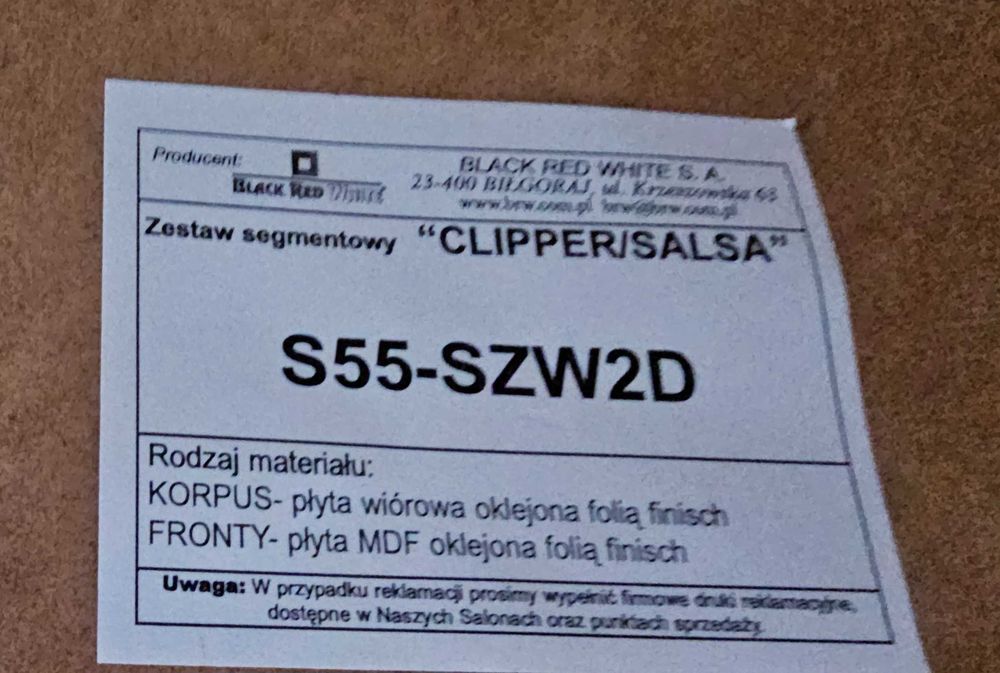 Producent:
BLACK RED WHITE
BLACK RED WHITE S. A.
23-400 BIŁGORAJ, ul. Krzeszowska 63
www.brw.com.pl. brw@brw.com.pl
Zestaw segmentowy "CLIPPER/SALSA"
S55-SZW2D
Rodzaj materiału:
KORPUS- płyta wiórowa oklejona folią finisch
FRONTY- płyta MDF oklejona folią finisch
Uwaga: W przypadku reklamacji prosimy wypełnić firmowe druki reklamacyjne,
dostępne w Naszych Salonach oraz punktach sprzedaży.